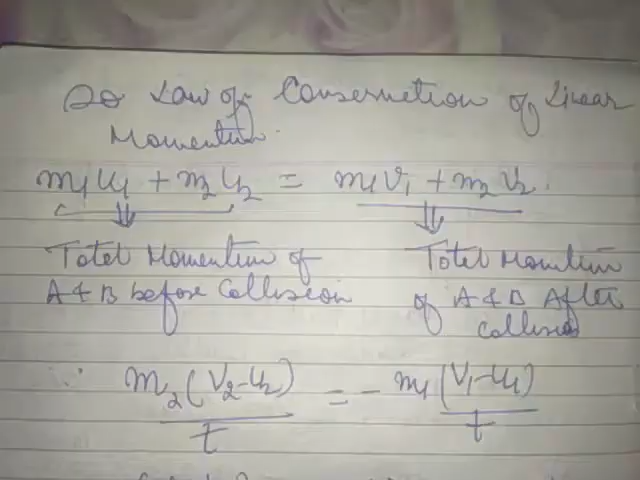 Law of Conservation of Linear
Momentum.
m₁u₁ + m₂u₂ = m₁v₁ + m₂v₂.
⇓ ⇓
Total Momentum of Total Momentum
A & B before Collision of A & B After
Collision
∵ m₂(v₂-u₂)/t = - m₁(v₁-u₁)/t